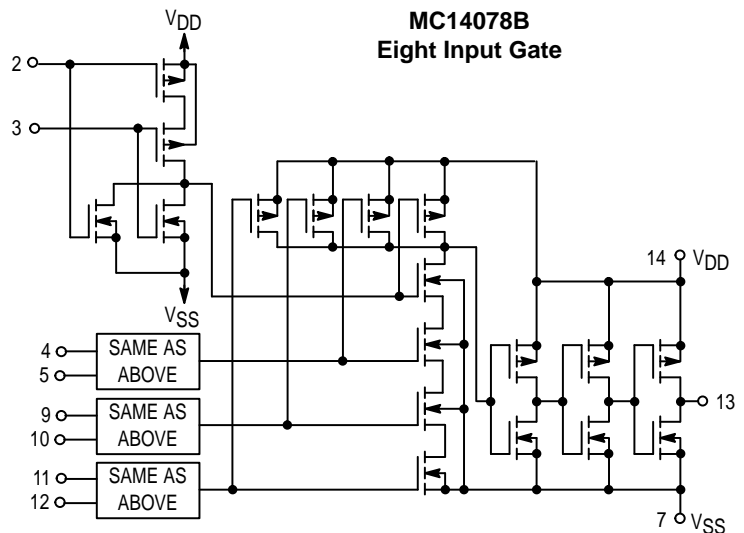 MC14078B
Eight Input Gate
VDD
2
3
VSS
14 VDD
4
5
SAME AS
ABOVE
9
10
SAME AS
ABOVE
11
12
SAME AS
ABOVE
13
7
VSS